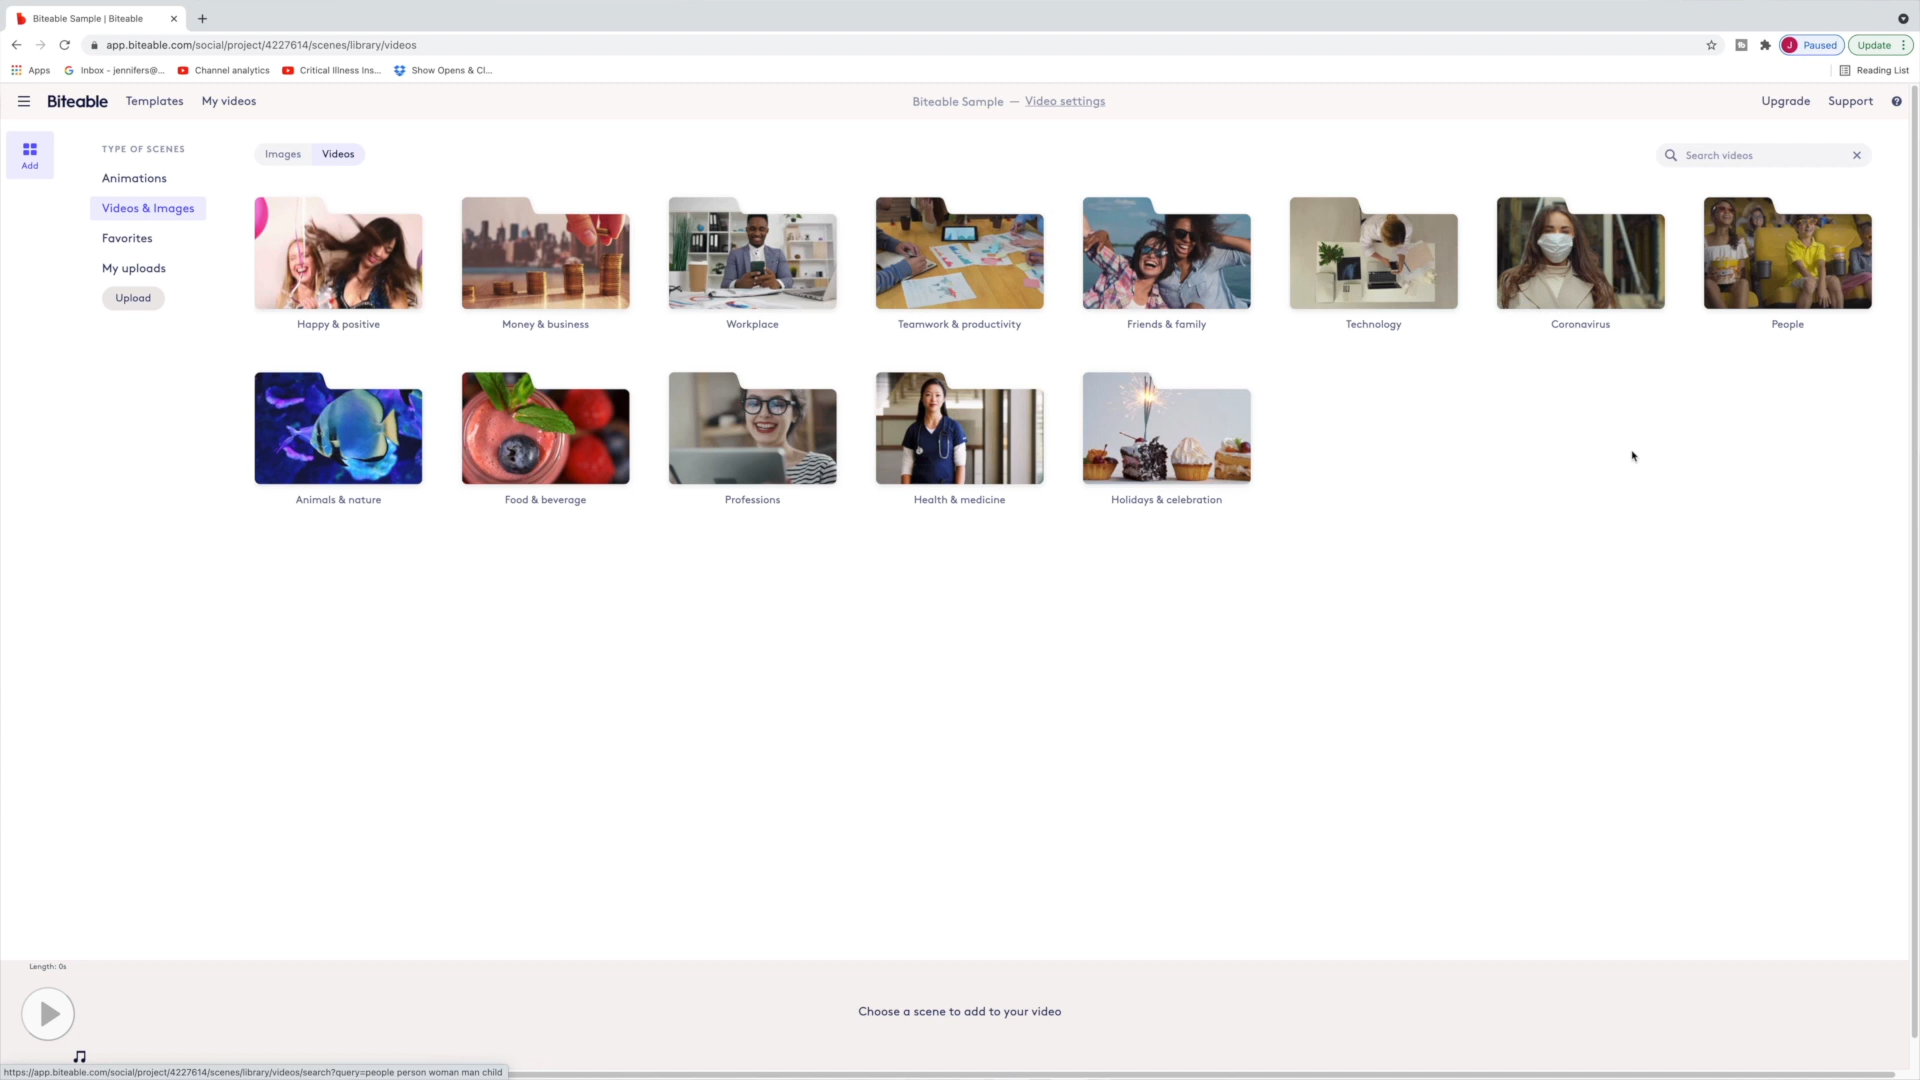 Biteable Sample | Biteable
app.biteable.com/social/project/4227614/scenes/library/videos
J Paused Update
Apps Inbox - jennifers@... Channel analytics Critical Illness Ins... Show Opens & Cl... Reading List
Biteable Templates My videos Biteable Sample — Video settings Upgrade Support ?
Add
TYPE OF SCENES
Animations
Videos & Images
Favorites
My uploads
Upload
Images Videos Search videos
Happy & positive Money & business Workplace Teamwork & productivity Friends & family Technology Coronavirus People
Animals & nature Food & beverage Professions Health & medicine Holidays & celebration
Length: 0s
Choose a scene to add to your video
https://app.biteable.com/social/project/4227614/scenes/library/videos/search?query=people person woman man child